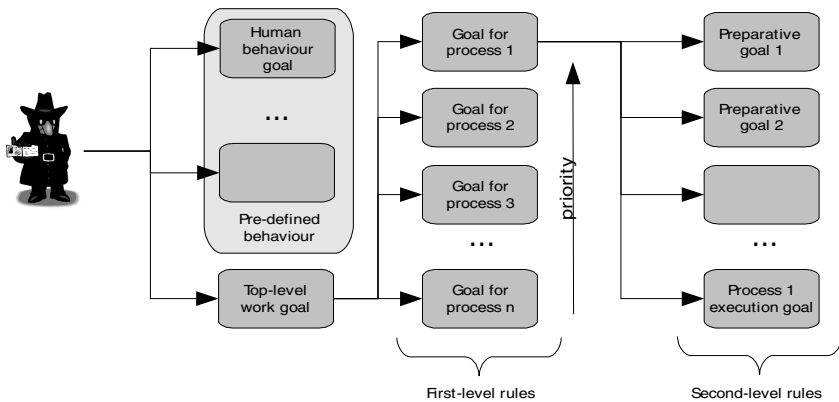 Human
behaviour
goal
...
Pre-defined
behaviour
Top-level
work goal
Goal for
process 1
Goal for
process 2
Goal for
process 3
...
Goal for
process n
First-level rules
priority
Preparative
goal 1
Preparative
goal 2
...
Process 1
execution goal
Second-level rules